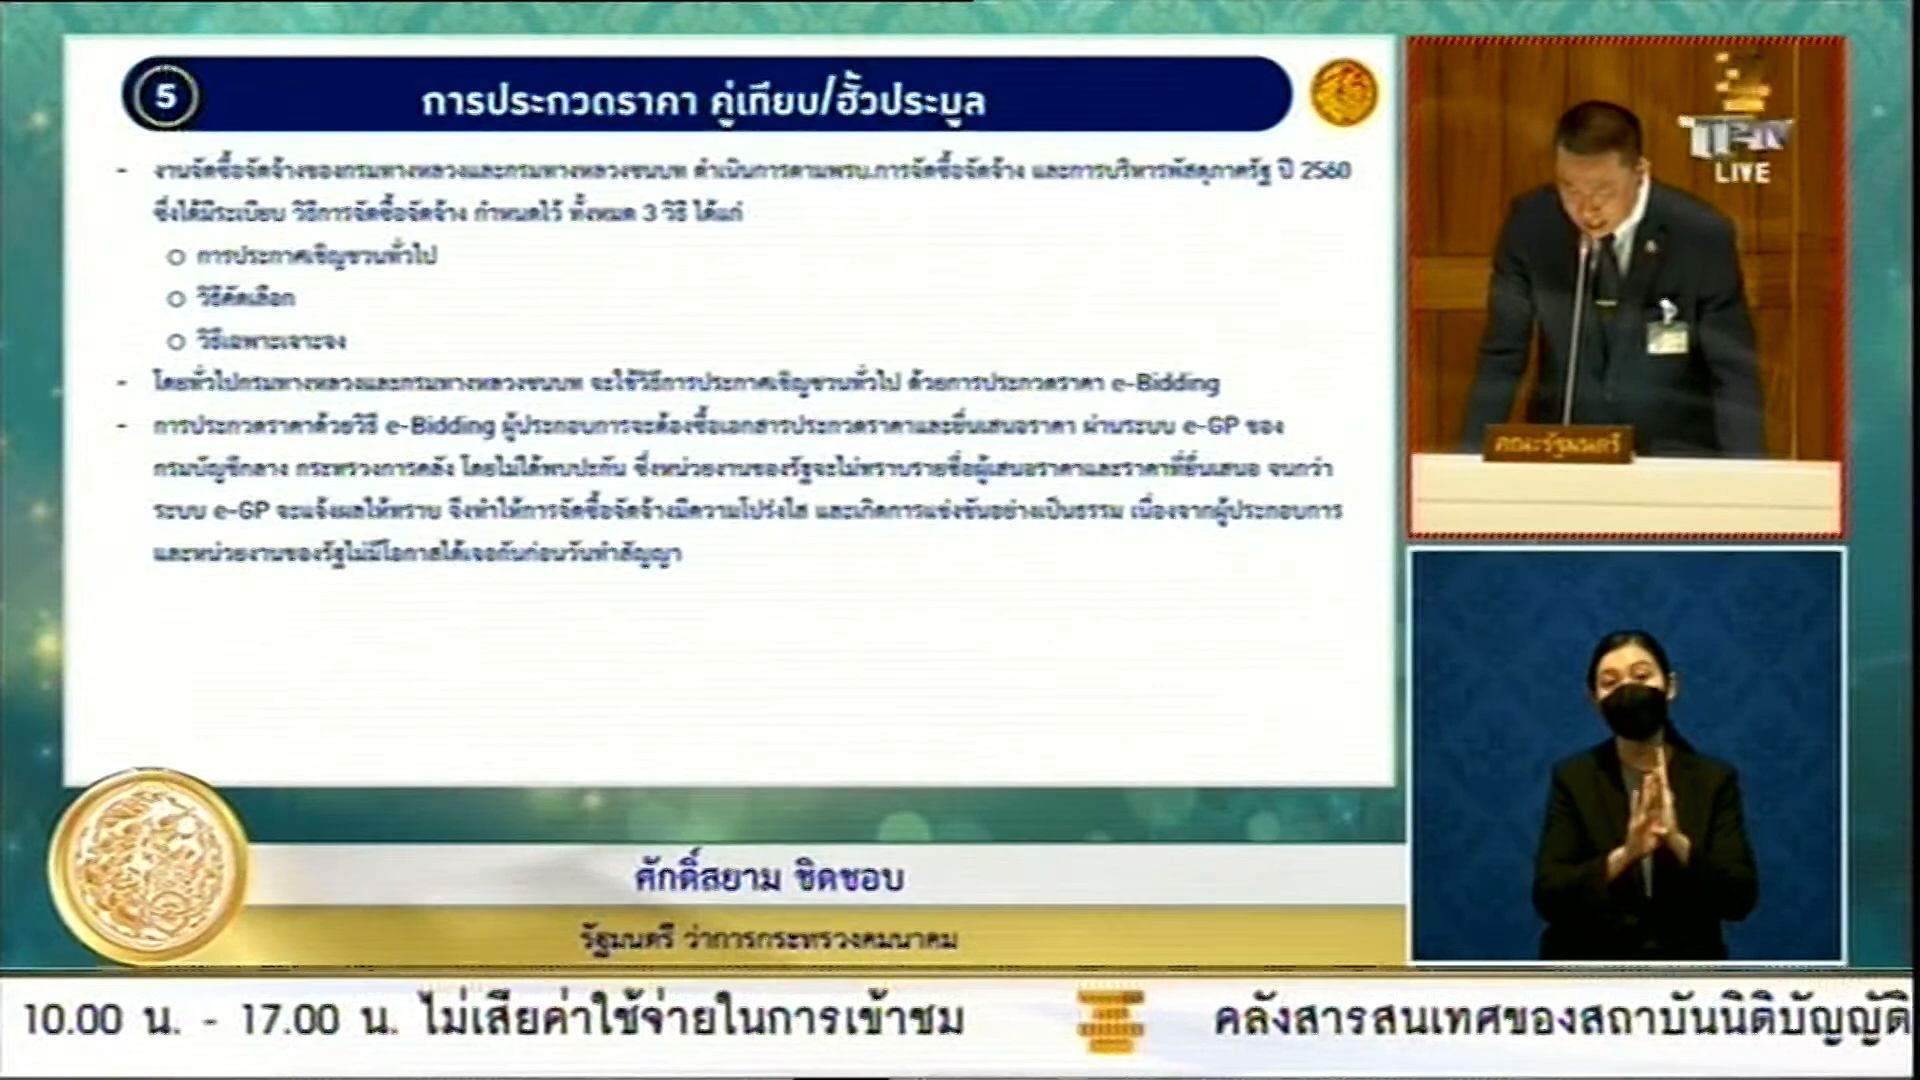 5
การประกวดราคา คู่เทียบ/ฮั้วประมูล
- งานจัดซื้อจัดจ้างของกรมทางหลวงและกรมทางหลวงชนบท ดำเนินการตามพรบ.การจัดซื้อจัดจ้าง และการบริหารพัสดุภาครัฐ ปี 2560
ซึ่งได้มีระเบียบ วิธีการจัดซื้อจัดจ้าง กำหนดไว้ ทั้งหมด 3 วิธี ได้แก่
○ การประกาศเชิญชวนทั่วไป
○ วิธีคัดเลือก
○ วิธีเฉพาะเจาะจง
- โดยทั่วไปกรมทางหลวงและกรมทางหลวงชนบท จะใช้วิธีการประกาศเชิญชวนทั่วไป ด้วยการประกวดราคา e-Bidding
- การประกวดราคาด้วยวิธี e-Bidding ผู้ประกอบการจะต้องซื้อเอกสารประกวดราคาและยื่นเสนอราคา ผ่านระบบ e-GP ของ
กรมบัญชีกลาง กระทรวงการคลัง โดยไม่ได้พบปะกัน ซึ่งหน่วยงานของรัฐจะไม่ทราบรายชื่อผู้เสนอราคาและราคาที่ยื่นเสนอ จนกว่า
ระบบ e-GP จะแจ้งผลให้ทราบ จึงทำให้การจัดซื้อจัดจ้างมีความโปร่งใส และเกิดการแข่งขันอย่างเป็นธรรม เนื่องจากผู้ประกอบการ
และหน่วยงานของรัฐไม่มีโอกาสได้เจอกันก่อนวันทำสัญญา
LIVE
คณะรัฐมนตรี
ศักดิ์สยาม ชิดชอบ
รัฐมนตรี ว่าการกระทรวงคมนาคม
10.00 น. - 17.00 น. ไม่เสียค่าใช้จ่ายในการเข้าชม
คลังสารสนเทศของสถาบันนิติบัญญัติ